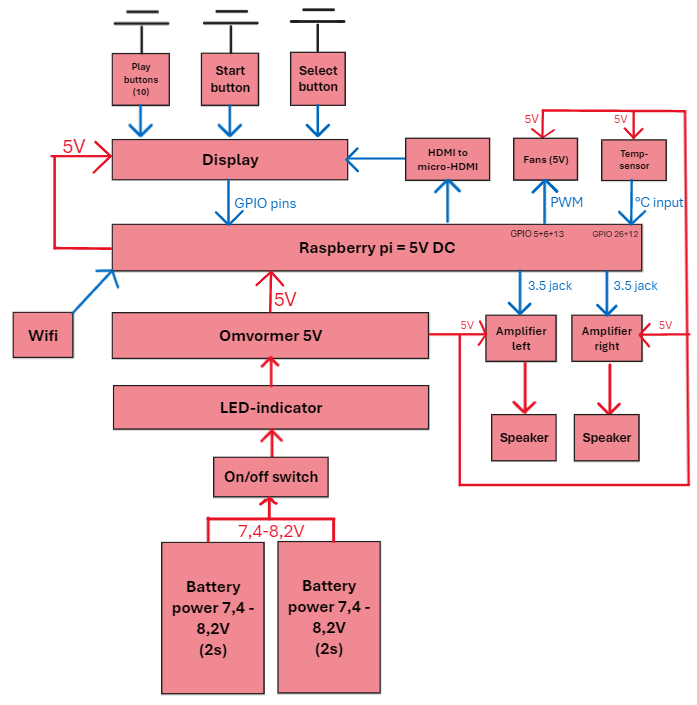 Play
buttons
(10)
Start
button
Select
button
5V
Display
HDMI to
micro-HDMI
5V
Fans (5V)
5V
Temp-
sensor
GPIO pins
PWM
°C input
GPIO 5+6+13
GPIO 26+12
Raspberry pi = 5V DC
5V
3.5 jack
3.5 jack
Wifi
Omvormer 5V
5V
Amplifier
left
Amplifier
right
5V
LED-indicator
Speaker
Speaker
On/off switch
7,4-8,2V
Battery
power 7,4 -
8,2V
(2s)
Battery
power 7,4 -
8,2V
(2s)